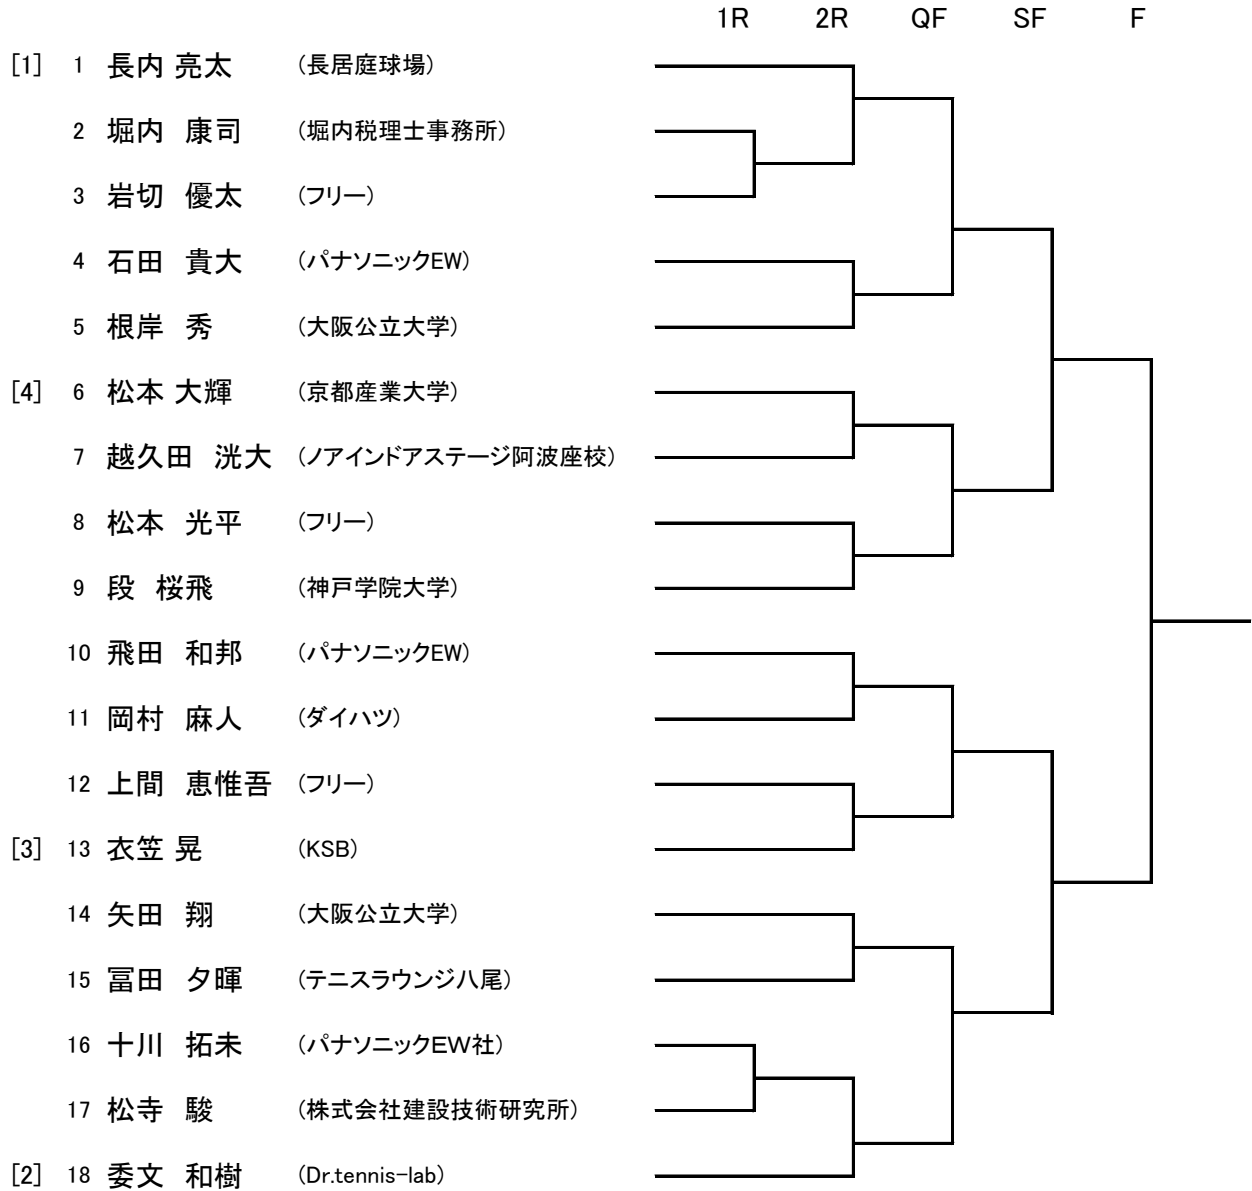 1R 2R QF SF F
[1] 1 長内 亮太 (長居庭球場)
2 堀内 康司 (堀内税理士事務所)
3 岩切 優太 (フリー)
4 石田 貴大 (パナソニックEW)
5 根岸 秀 (大阪公立大学)
[4] 6 松本 大輝 (京都産業大学)
7 越久田 洸大 (ノアインドアステージ阿波座校)
8 松本 光平 (フリー)
9 段 桜飛 (神戸学院大学)
10 飛田 和邦 (パナソニックEW)
11 岡村 麻人 (ダイハツ)
12 上間 恵惟吾 (フリー)
[3] 13 衣笠 晃 (KSB)
14 矢田 翔 (大阪公立大学)
15 冨田 夕暉 (テニスラウンジ八尾)
16 十川 拓未 (パナソニックEW社)
17 松寺 駿 (株式会社建設技術研究所)
[2] 18 委文 和樹 (Dr.tennis-lab)